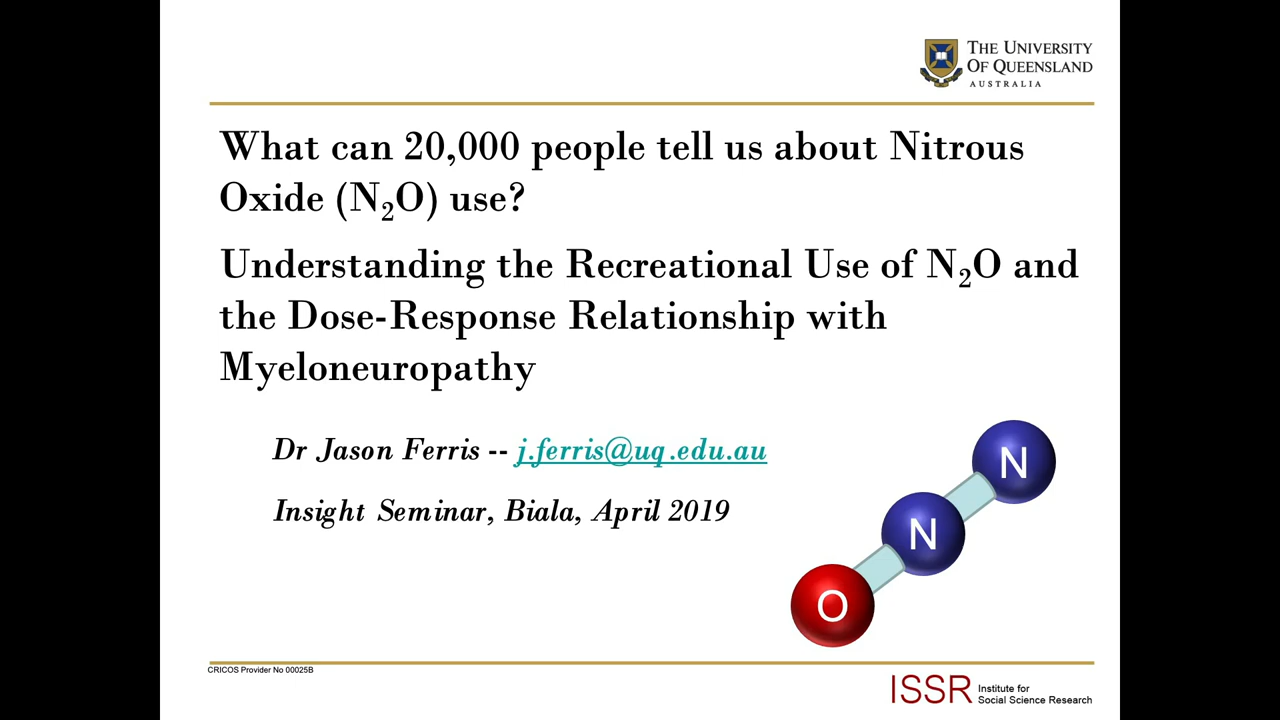 THE UNIVERSITY
OF QUEENSLAND
AUSTRALIA
What can 20,000 people tell us about Nitrous
Oxide (N₂O) use?
Understanding the Recreational Use of N₂O and
the Dose-Response Relationship with
Myeloneuropathy
Dr Jason Ferris -- j.ferris@uq.edu.au
Insight Seminar, Biala, April 2019
N
N
O
CRICOS Provider No 00025B
ISSR Institute for
Social Science Research